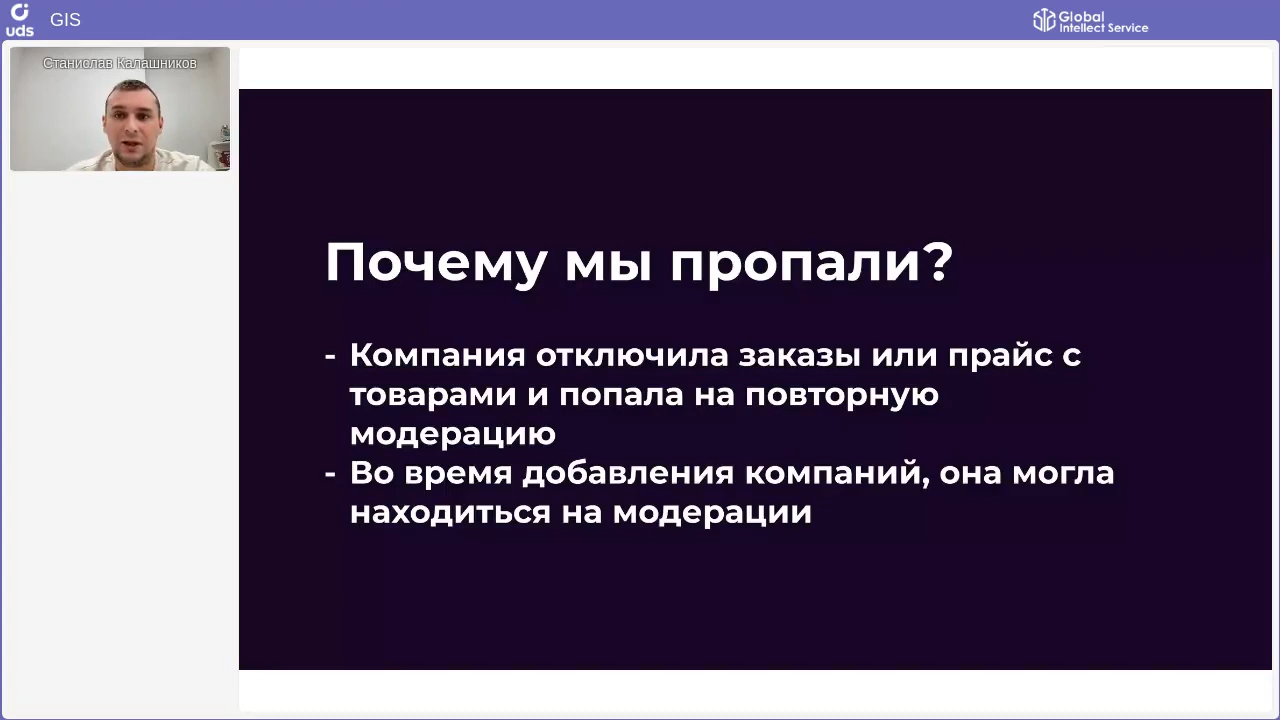 uds
GIS
Global
Intellect Service
Станислав Калашников
Почему мы пропали?
- Компания отключила заказы или прайс с
товарами и попала на повторную
модерацию
- Во время добавления компаний, она могла
находиться на модерации